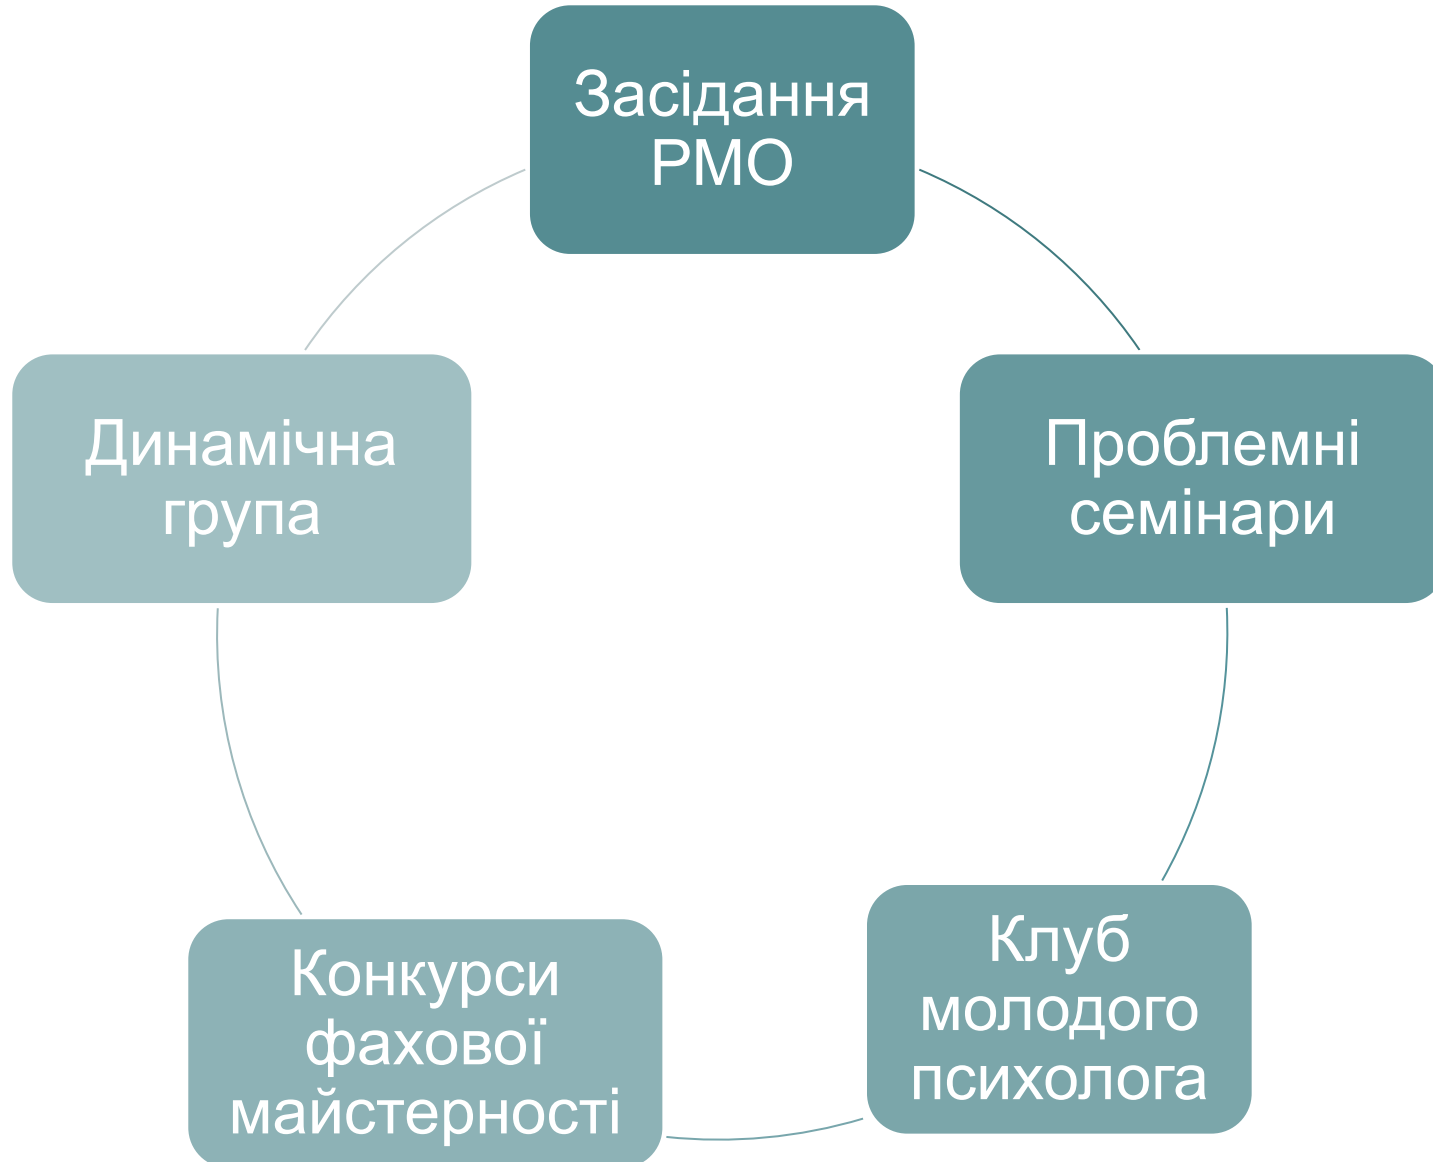 Засідання
РМО
Проблемні
семінари
Клуб
молодого
психолога
Конкурси
фахової
майстерності
Динамічна
група